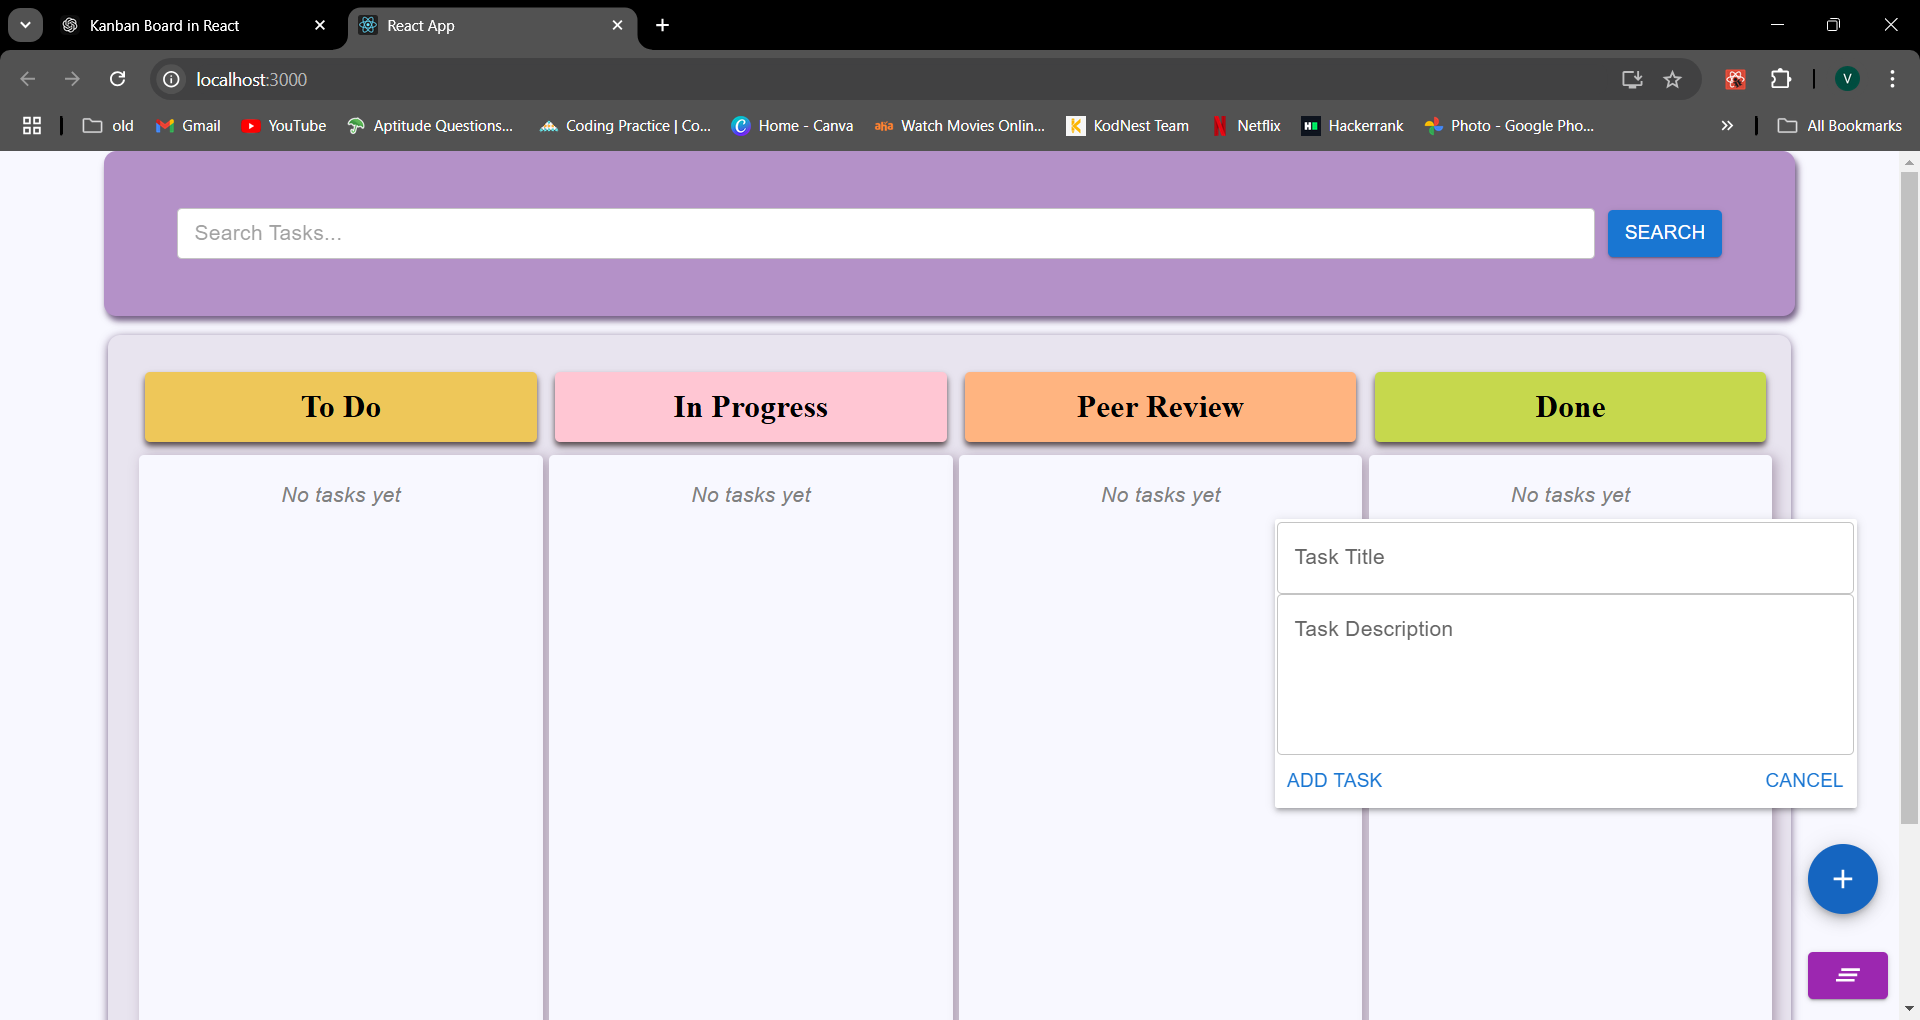 Kanban Board in React
React App
localhost:3000
old
Gmail
YouTube
Aptitude Questions...
Coding Practice | Co...
Home - Canva
Watch Movies Onlin...
KodNest Team
Netflix
Hackerrank
Photo - Google Pho...
All Bookmarks
V
Search Tasks...
SEARCH
To Do
In Progress
Peer Review
Done
No tasks yet
No tasks yet
No tasks yet
No tasks yet
Task Title
Task Description
ADD TASK
CANCEL